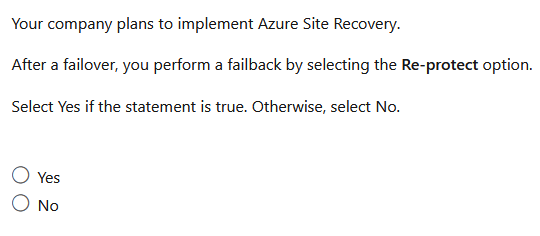 Your company plans to implement Azure Site Recovery.
After a failover, you perform a failback by selecting the Re-protect option.
Select Yes if the statement is true. Otherwise, select No.
Yes
No